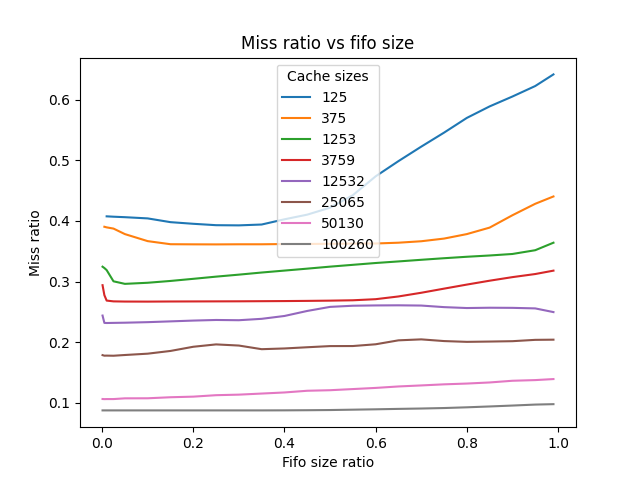 Miss ratio vs fifo size
Cache sizes
125
375
1253
3759
12532
25065
50130
100260
Miss ratio
0.6
0.5
0.4
0.3
0.2
0.1
0.0 0.2 0.4 0.6 0.8 1.0
Fifo size ratio